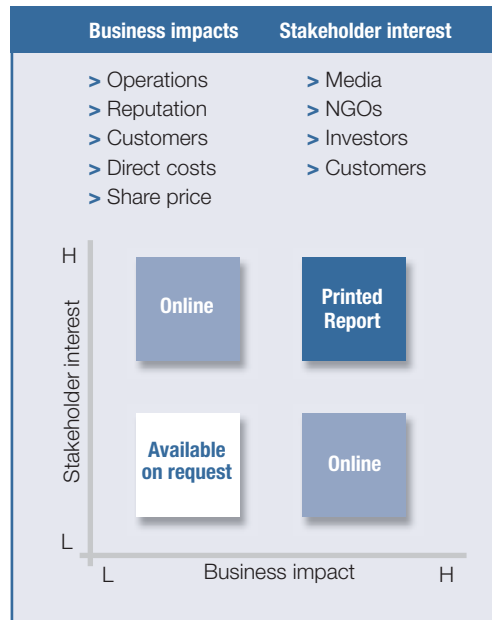 Business impacts
Stakeholder interest
> Operations
> Reputation
> Customers
> Direct costs
> Share price
> Media
> NGOs
> Investors
> Customers
H
Stakeholder interest
L
Online
Printed
Report
Available
on request
Online
L
Business impact
H